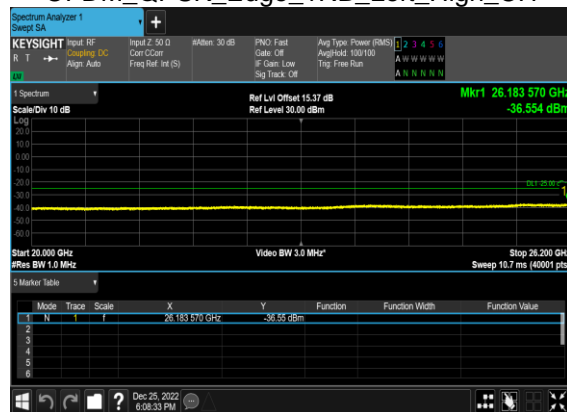 Spectrum Analyzer 1
Swept SA
+
KEYSIGHT Input: RF Input Z: 50 Ω #Atten: 30 dB PNO: Fast Avg Type: Power (RMS) 1 2 3 4 5 6
R T Coupling: DC Corr CCorr Gate: Off Avg|Hold: 100/100 A W W W W W
Align: Auto Freq Ref: Int (S) IF Gain: Low Trig: Free Run
LW Sig Track: Off A N N N N N
1 Spectrum Ref Lvl Offset 15.37 dB Mkr1 26.183 570 GHz
Scale/Div 10 dB Ref Level 30.00 dBm -36.554 dBm
Log
20.0
10.0
0.00
-10.0
-20.0 DL1 -25.00
-30.0 1
-40.0
-50.0
-60.0
Start 20.000 GHz Video BW 3.0 MHz* Stop 26.200 GHz
#Res BW 1.0 MHz Sweep 10.7 ms (40001 pts
5 Marker Table
Mode Trace Scale X Y Function Function Width Function Value
1 N 1 f 26.183 570 GHz -36.55 dBm
2
3
4
5
6
? Dec 25, 2022
6:08:33 PM